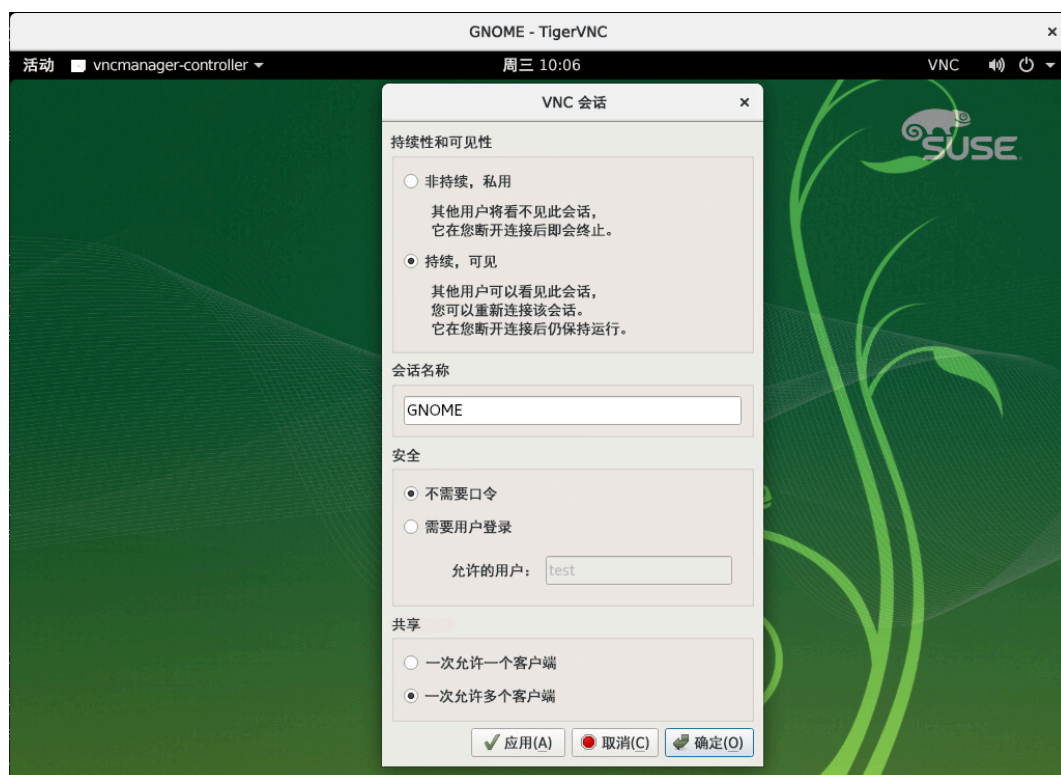 GNOME - TigerVNC
活动 vncmanager-controller 周三 10:06 VNC
VNC 会话
SUSE
持续性和可见性
非持续，私用
其他用户将看不见此会话，
它在您断开连接后即会终止。
持续，可见
其他用户可以看见此会话，
您可以重新连接该会话。
它在您断开连接后仍保持运行。
会话名称
GNOME
安全
不需要口令
需要用户登录
允许的用户： test
共享
一次允许一个客户端
一次允许多个客户端
应用(A) 取消(C) 确定(O)